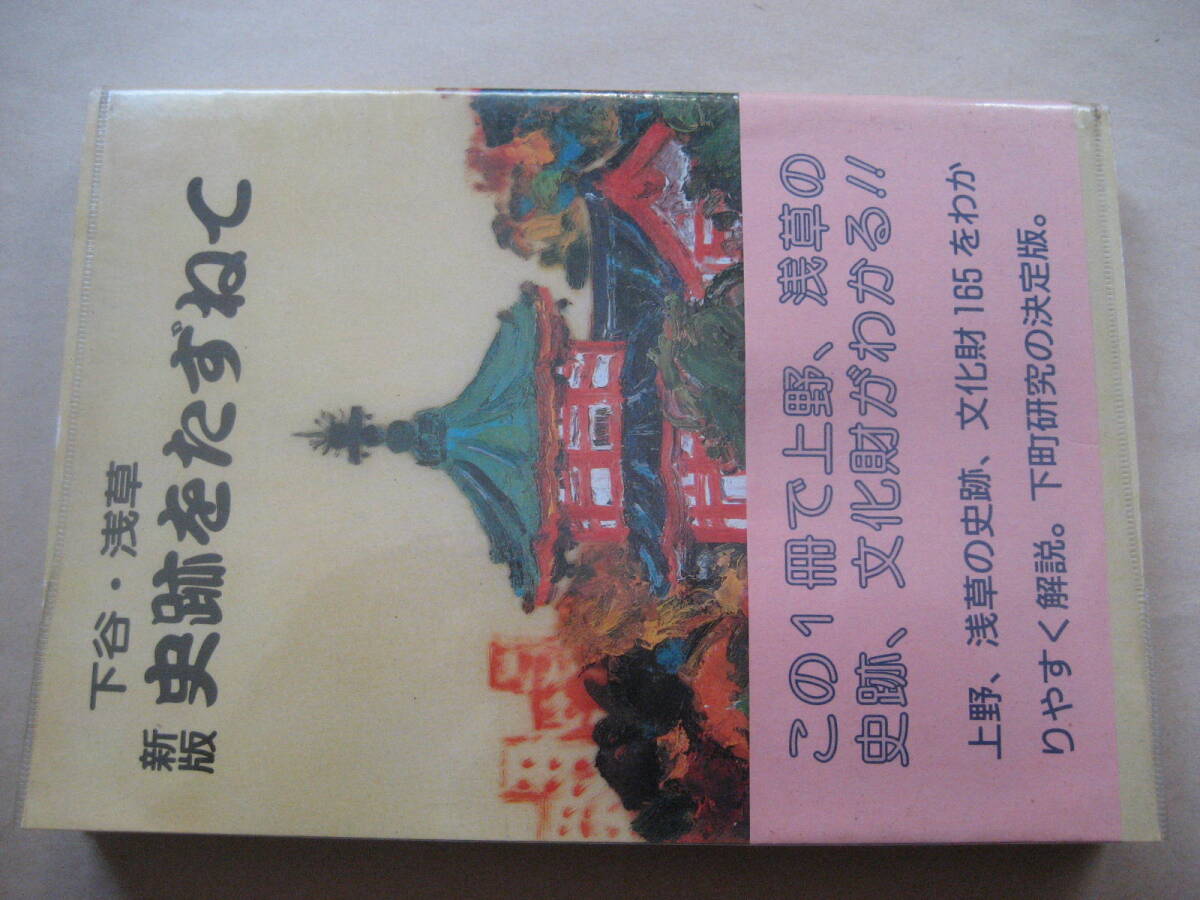 下谷・浅草
新版 史跡をたずねて
この1冊で上野、浅草の
史跡、文化財がわかる!!
上野、浅草の史跡、文化財165をわか
りやすく解説。下町研究の決定版。